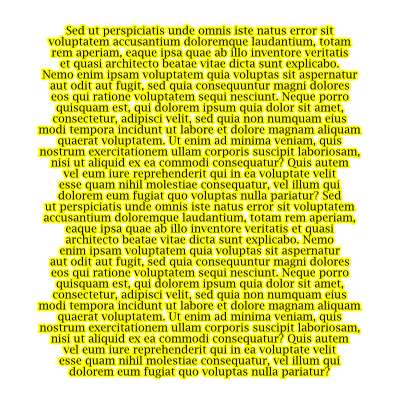 Sed ut perspiciatis unde omnis iste natus error sit
voluptatem accusantium doloremque laudantium, totam
rem aperiam, eaque ipsa quae ab illo inventore veritatis
et quasi architecto beatae vitae dicta sunt explicabo.
Nemo enim ipsam voluptatem quia voluptas sit aspernatur
aut odit aut fugit, sed quia consequuntur magni dolores
eos qui ratione voluptatem sequi nesciunt. Neque porro
quisquam est, qui dolorem ipsum quia dolor sit amet,
consectetur, adipisci velit, sed quia non numquam eius
modi tempora incidunt ut labore et dolore magnam aliquam
quaerat voluptatem. Ut enim ad minima veniam, quis
nostrum exercitationem ullam corporis suscipit laboriosam,
nisi ut aliquid ex ea commodi consequatur? Quis autem
vel eum iure reprehenderit qui in ea voluptate velit
esse quam nihil molestiae consequatur, vel illum qui
dolorem eum fugiat quo voluptas nulla pariatur? Sed
ut perspiciatis unde omnis iste natus error sit voluptatem
accusantium doloremque laudantium, totam rem aperiam,
eaque ipsa quae ab illo inventore veritatis et quasi
architecto beatae vitae dicta sunt explicabo. Nemo
enim ipsam voluptatem quia voluptas sit aspernatur
aut odit aut fugit, sed quia consequuntur magni dolores
eos qui ratione voluptatem sequi nesciunt. Neque porro
quisquam est, qui dolorem ipsum quia dolor sit amet,
consectetur, adipisci velit, sed quia non numquam eius
modi tempora incidunt ut labore et dolore magnam aliquam
quaerat voluptatem. Ut enim ad minima veniam, quis
nostrum exercitationem ullam corporis suscipit laboriosam,
nisi ut aliquid ex ea commodi consequatur? Quis autem
vel eum iure reprehenderit qui in ea voluptate velit
esse quam nihil molestiae consequatur, vel illum qui
dolorem eum fugiat quo voluptas nulla pariatur?